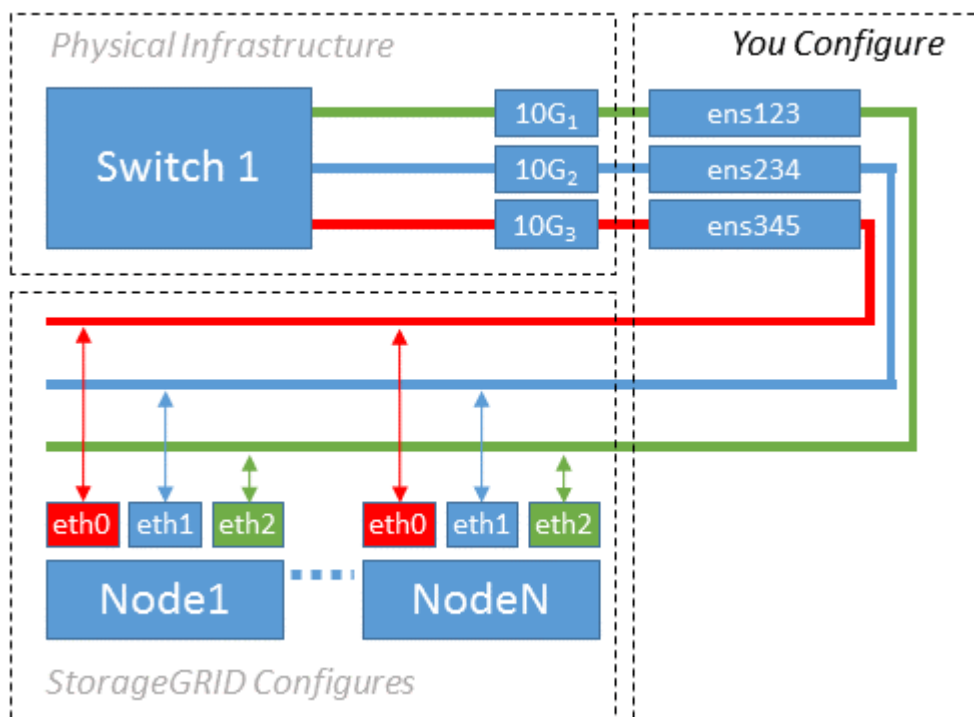 Physical Infrastructure
You Configure
Switch 1
10G₁
ens123
10G₂
ens234
10G₃
ens345
eth0
eth1
eth2
eth0
eth1
eth2
Node1
NodeN
StorageGRID Configures